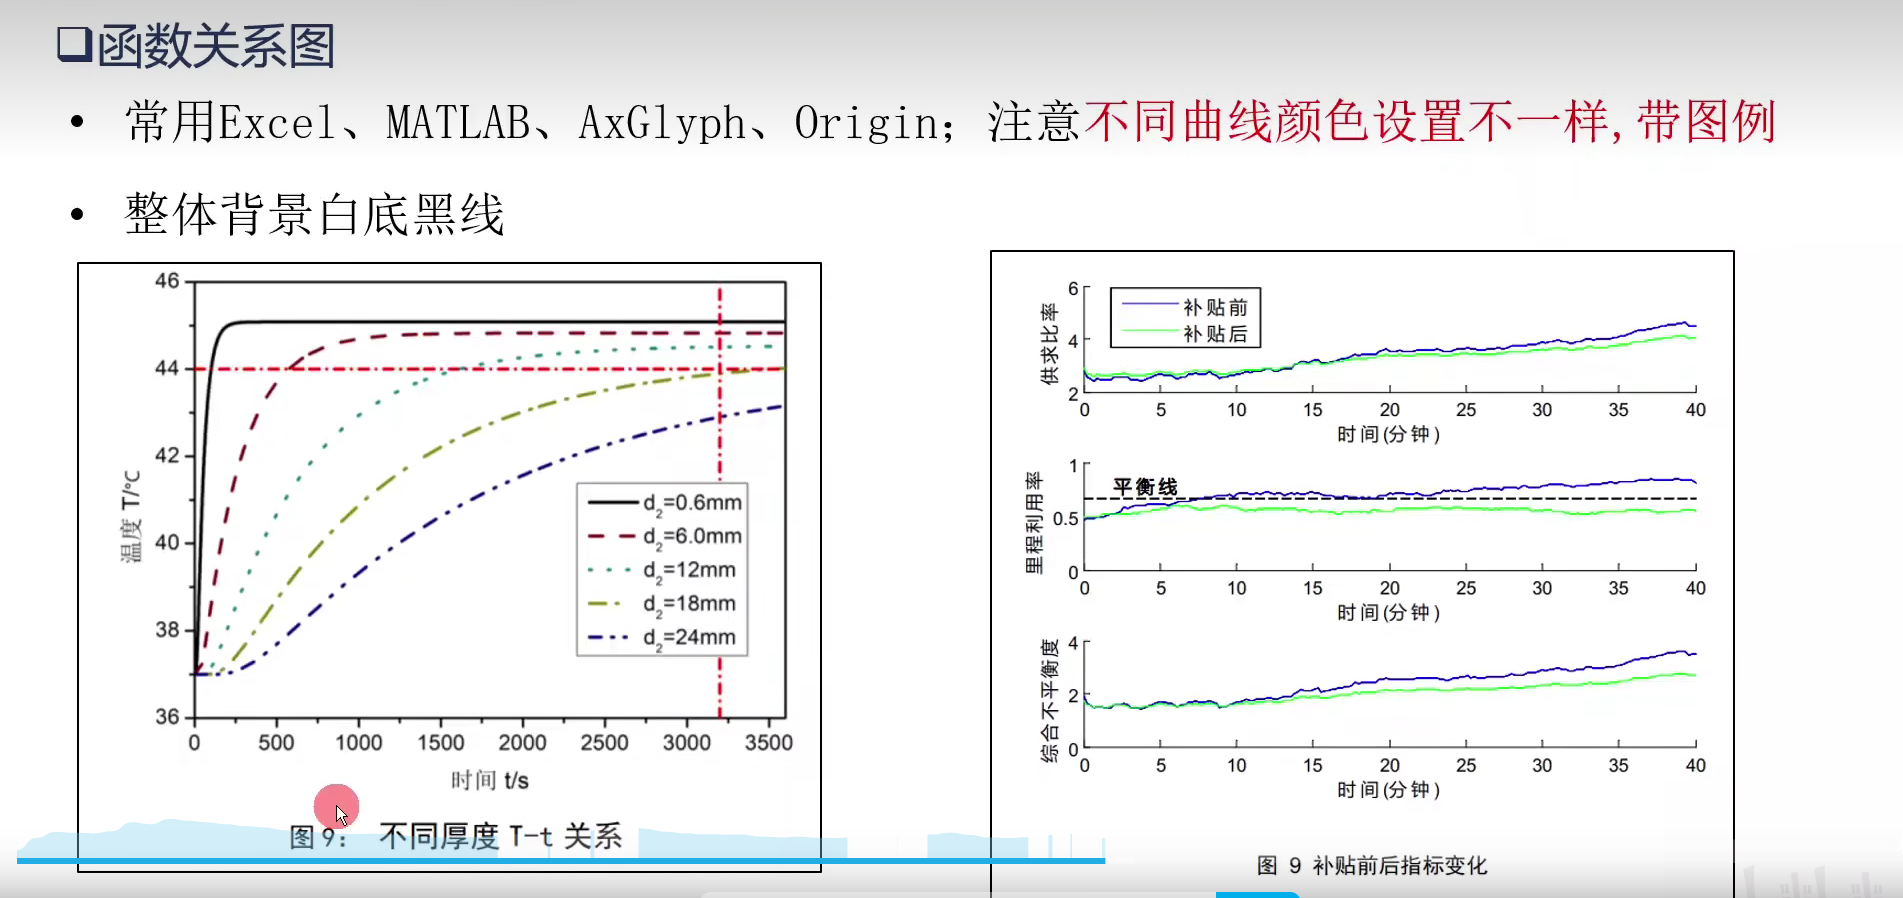 ❑函数关系图
• 常用Excel、MATLAB、AxGlyph、Origin；注意不同曲线颜色设置不一样,带图例
• 整体背景白底黑线
46
44
42
40
38
36
温度 T/℃
d₂=0.6mm
d₂=6.0mm
d₂=12mm
d₂=18mm
d₂=24mm
0 500 1000 1500 2000 2500 3000 3500
时间 t/s
图 9: 不同厚度 T-t 关系
供求比率
6
4
2
补贴前
补贴后
0 5 10 15 20 25 30 35 40
时间(分钟)
里程利用率
1
0.5
0
平衡线
0 5 10 15 20 25 30 35 40
时间(分钟)
综合不平衡度
4
2
0
0 5 10 15 20 25 30 35 40
时间(分钟)
图 9 补贴前后指标变化